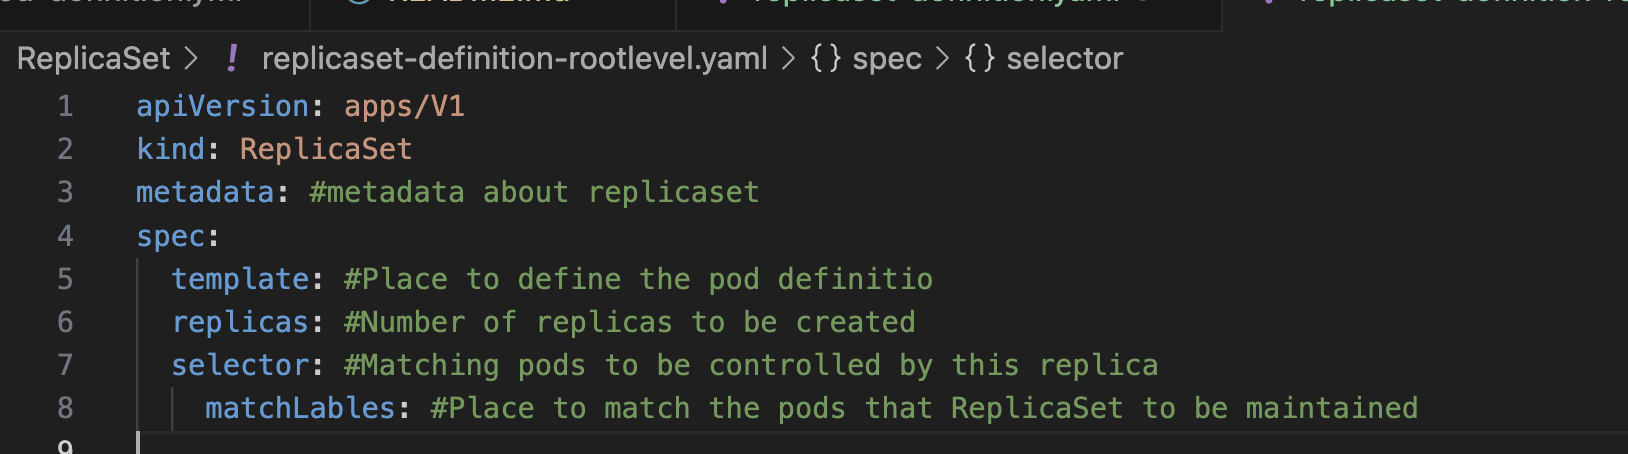 ReplicaSet > ! replicaset-definition-rootlevel.yaml > {} spec > {} selector
1 apiVersion: apps/V1
2 kind: ReplicaSet
3 metadata: #metadata about replicaset
4 spec:
5 template: #Place to define the pod definitio
6 replicas: #Number of replicas to be created
7 selector: #Matching pods to be controlled by this replica
8 matchLables: #Place to match the pods that ReplicaSet to be maintained
9